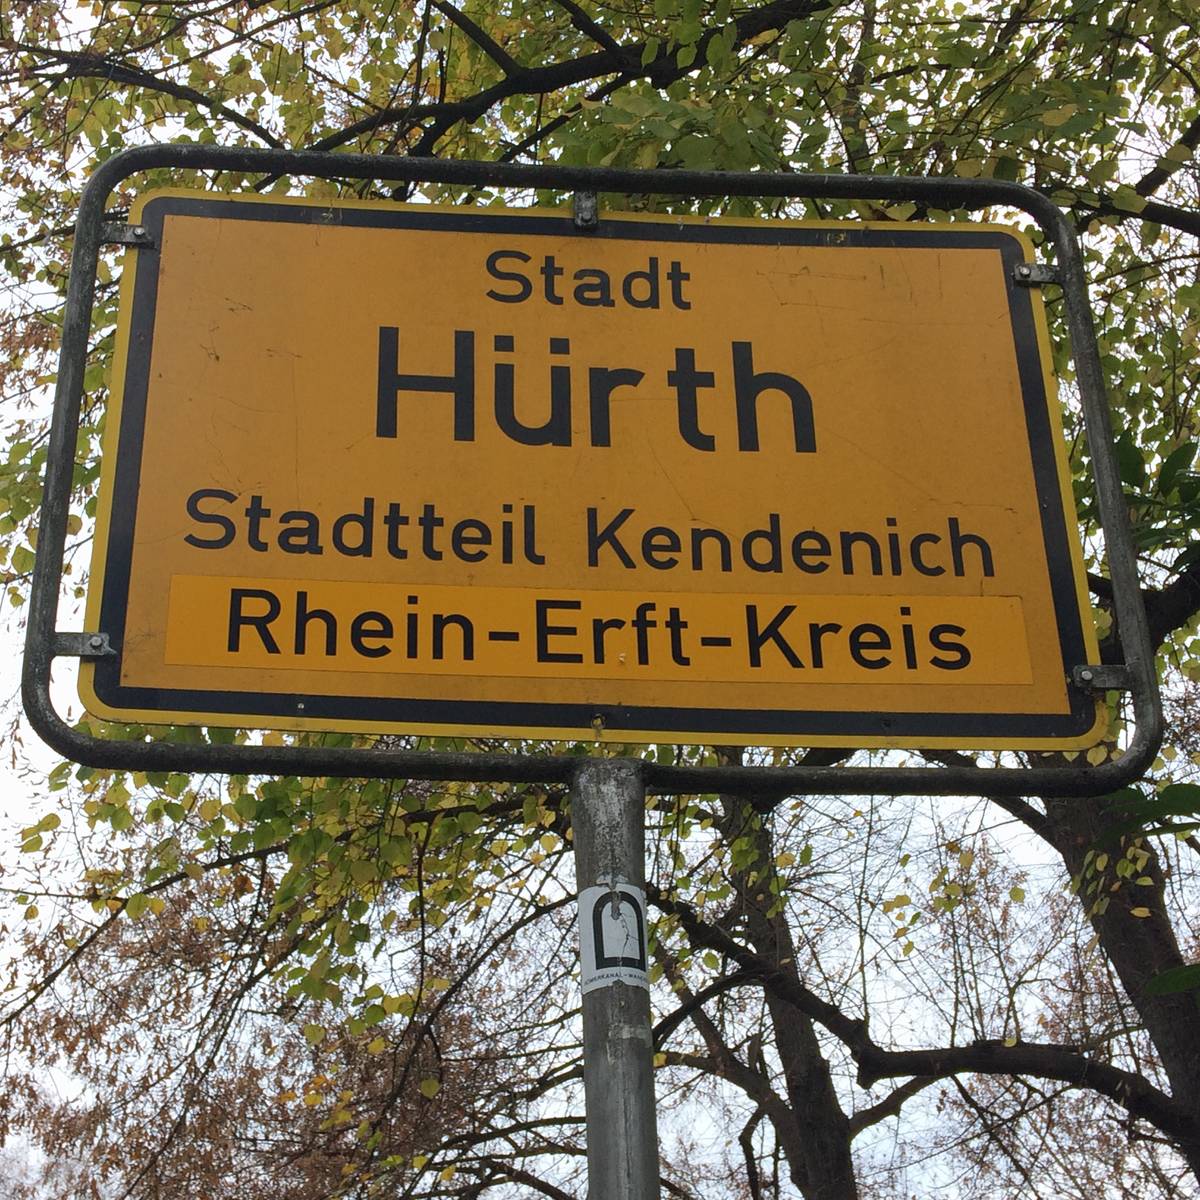 Stadt
Hürth
Stadtteil Kendenich
Rhein-Erft-Kreis